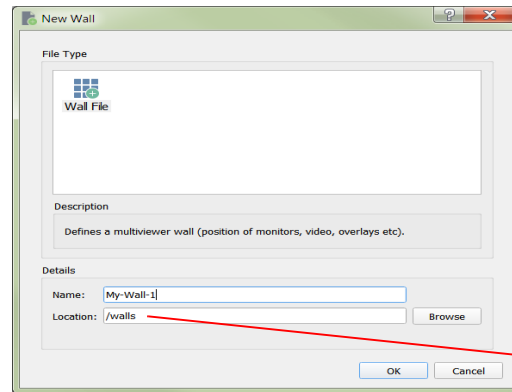 New Wall
File Type
Wall File
Description
Defines a multiviewer wall (position of monitors, video, overlays etc).
Details
Name: My-Wall-1
Location: /walls Browse
OK Cancel